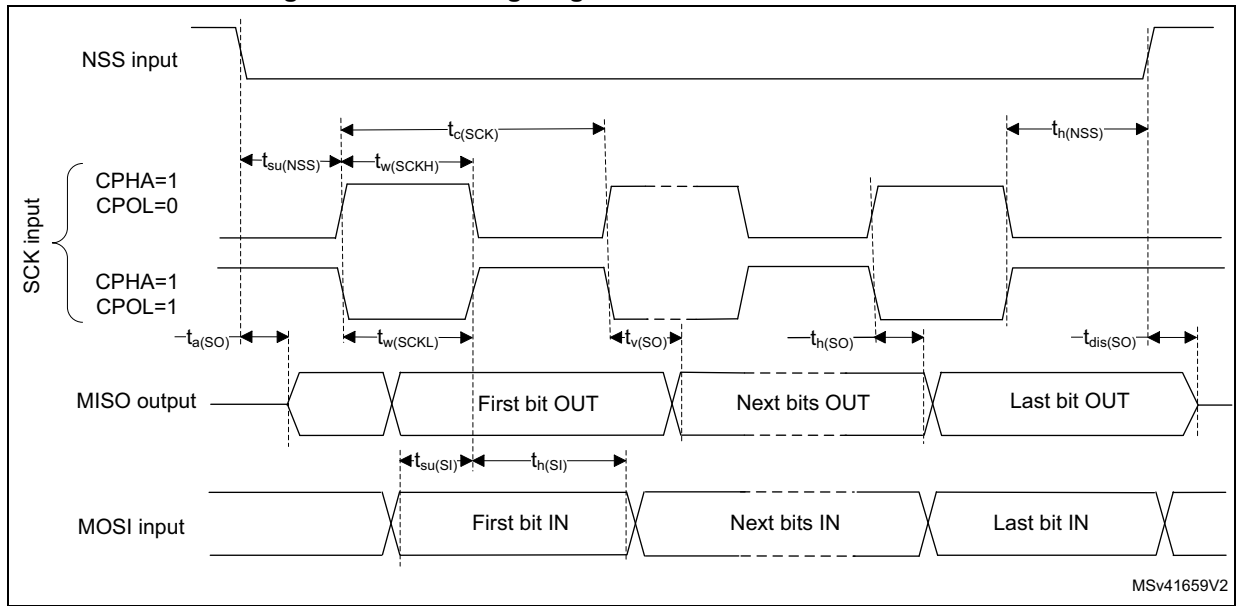 NSS input
tc(SCK)
th(NSS)
tsu(NSS)
tw(SCKH)
CPHA=1
CPOL=0
SCK input
CPHA=1
CPOL=1
ta(SO)
tw(SCKL)
tv(SO)
th(SO)
tdis(SO)
MISO output
First bit OUT
Next bits OUT
Last bit OUT
tsu(SI)
th(SI)
MOSI input
First bit IN
Next bits IN
Last bit IN
MSv41659V2